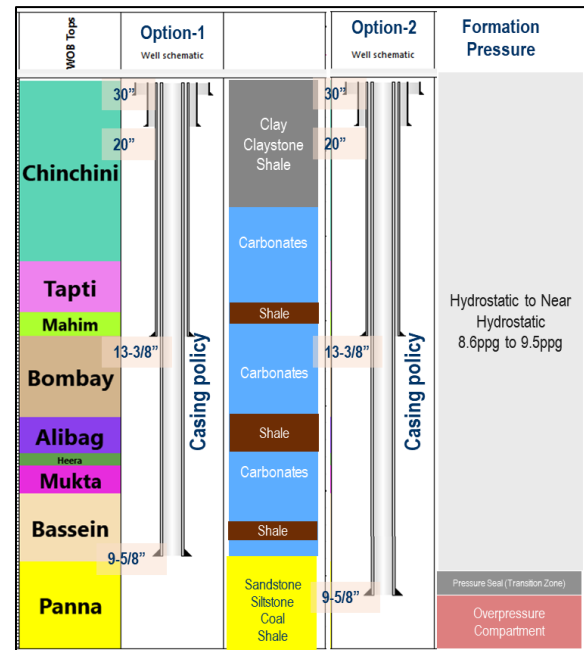 WOB Tops
Option-1
Well schematic
Option-2
Well schematic
Formation
Pressure
30”
20”
13-3/8”
9-5/8”
Casing policy
Chinchini
Tapti
Mahim
Bombay
Alibag
Heera
Mukta
Bassein
Panna
Clay
Claystone
Shale
Carbonates
Shale
Carbonates
Shale
Carbonates
Shale
Sandstone
Siltstone
Coal
Shale
30”
20”
13-3/8”
9-5/8”
Casing policy
Hydrostatic to Near
Hydrostatic
8.6ppg to 9.5ppg
Pressure Seal (Transition Zone)
Overpressure
Compartment